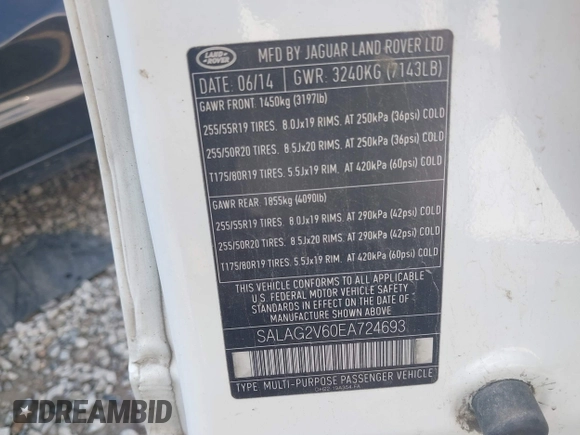 LAND ROVER
MFD BY JAGUAR LAND ROVER LTD
DATE 06/14 GWR: 3240KG (7143LB)
GAWR FRONT 1450kg (3197lb)
255/55R19 TIRES. 8.0Jx19 RIMS. AT 250kPa (36psi) COLD
255/50R20 TIRES. 8.5Jx20 RIMS. AT 250kPa (36psi) COLD
T175/80R19 TIRES. 5.5Jx19 RIM. AT 420kPa (60psi) COLD
GAWR REAR 1855kg (4090lb)
255/55R19 TIRES 8.0Jx19 RIMS. AT 290kPa (42psi) COLD
255/50R20 TIRES 8.5Jx20 RIMS. AT 290kPa (42psi) COLD
T175/80R19 TIRES. 5.5Jx19 RIM. AT 420kPa (60psi) COLD
THIS VEHICLE CONFORMS TO ALL APPLICABLE
U.S. FEDERAL MOTOR VEHICLE SAFETY
STANDARDS IN EFFECT ON THE DATE OF
MANUFACTURE SHOWN ABOVE
SALAG2V60EA724693
TYPE MULTI-PURPOSE PASSENGER VEHICLE
AUTOBIDMASTER